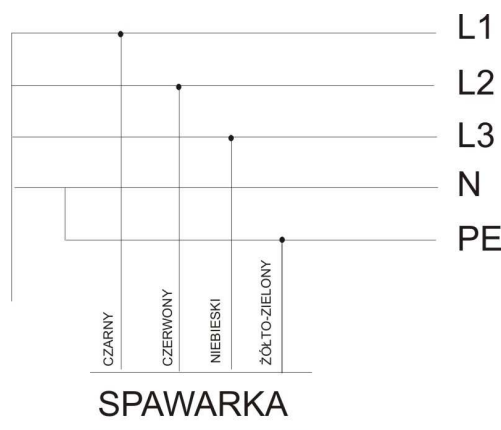 L1
L2
L3
N
PE
CZARNY
CZERWONY
NIEBIESKI
ŻÓŁTO-ZIELONY
SPAWARKA